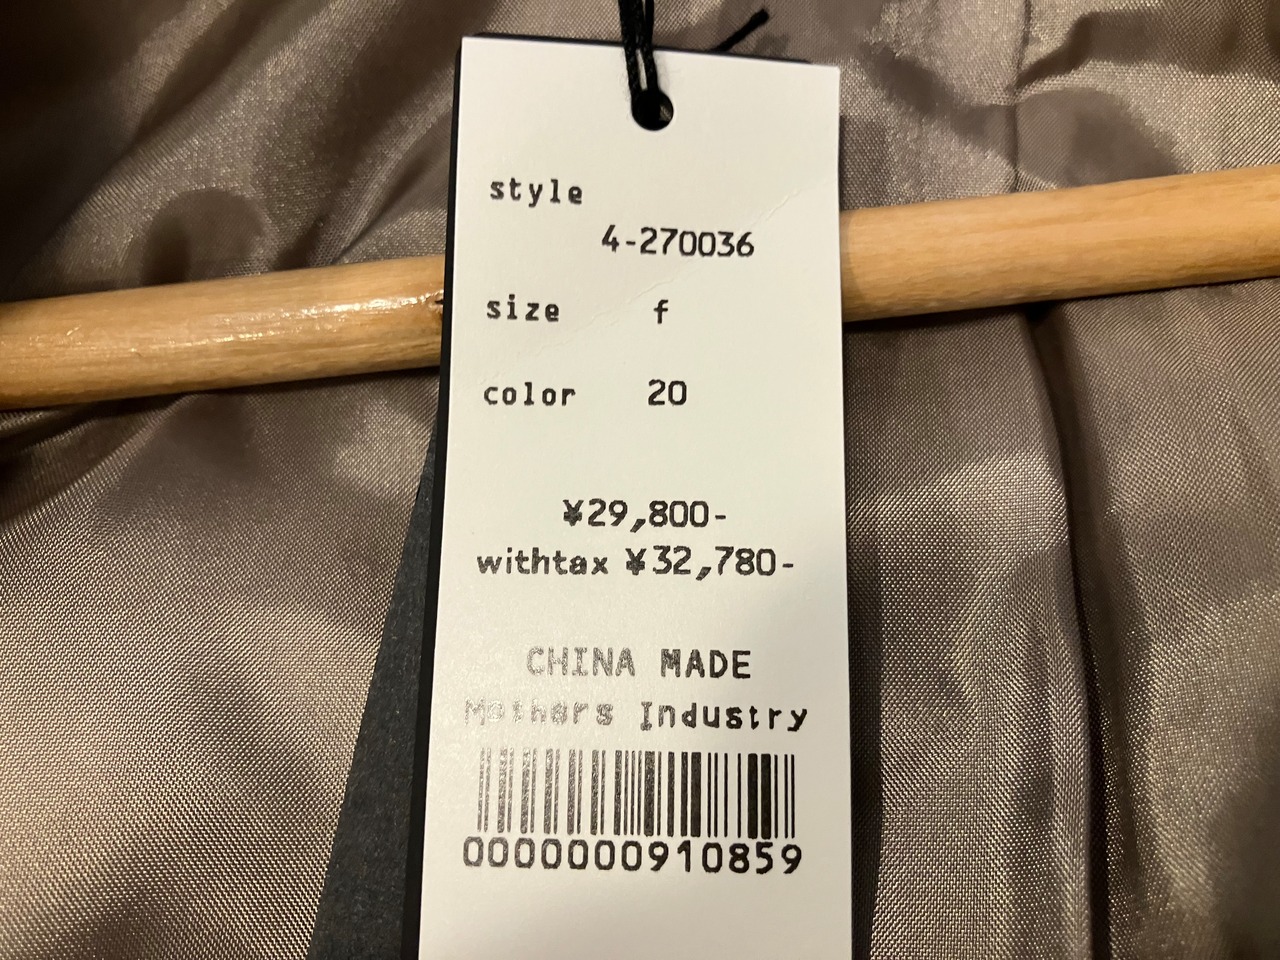 style
4-270036
size f
color 20
¥29,800-
withtax ¥32,780-
CHINA MADE
Mothers Industry
0000000910859